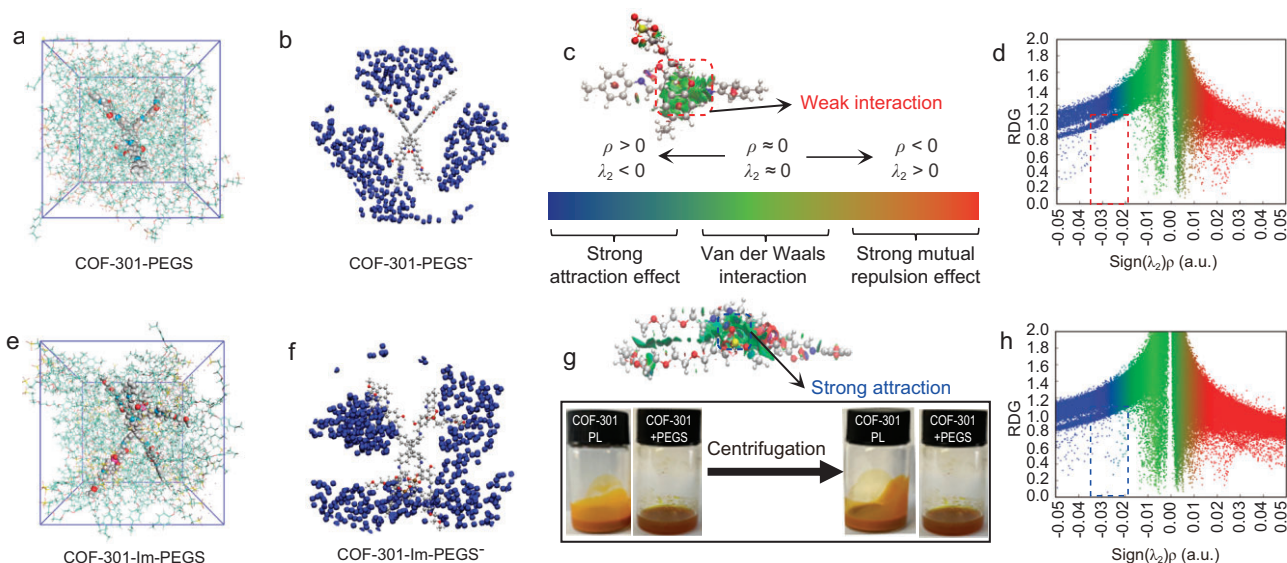 a
COF-301-PEGS
b
COF-301-PEGS⁻
c
Weak interaction
ρ > 0
λ₂ < 0
ρ ≈ 0
λ₂ ≈ 0
ρ < 0
λ₂ > 0
Strong
attraction effect
Van der Waals
interaction
Strong mutual
repulsion effect
d
RDG
2.0
1.8
1.6
1.4
1.2
1.0
0.8
0.6
0.4
0.2
0.0
-0.05
-0.04
-0.03
-0.02
-0.01
0.00
0.01
0.02
0.03
0.04
0.05
Sign(λ₂)ρ (a.u.)
e
COF-301-Im-PEGS
f
COF-301-Im-PEGS⁻
g
Strong attraction
COF-301
PL
COF-301
+PEGS
Centrifugation
COF-301
PL
COF-301
+PEGS
h
RDG
2.0
1.8
1.6
1.4
1.2
1.0
0.8
0.6
0.4
0.2
0.0
-0.05
-0.04
-0.03
-0.02
-0.01
0.00
0.01
0.02
0.03
0.04
0.05
Sign(λ₂)ρ (a.u.)